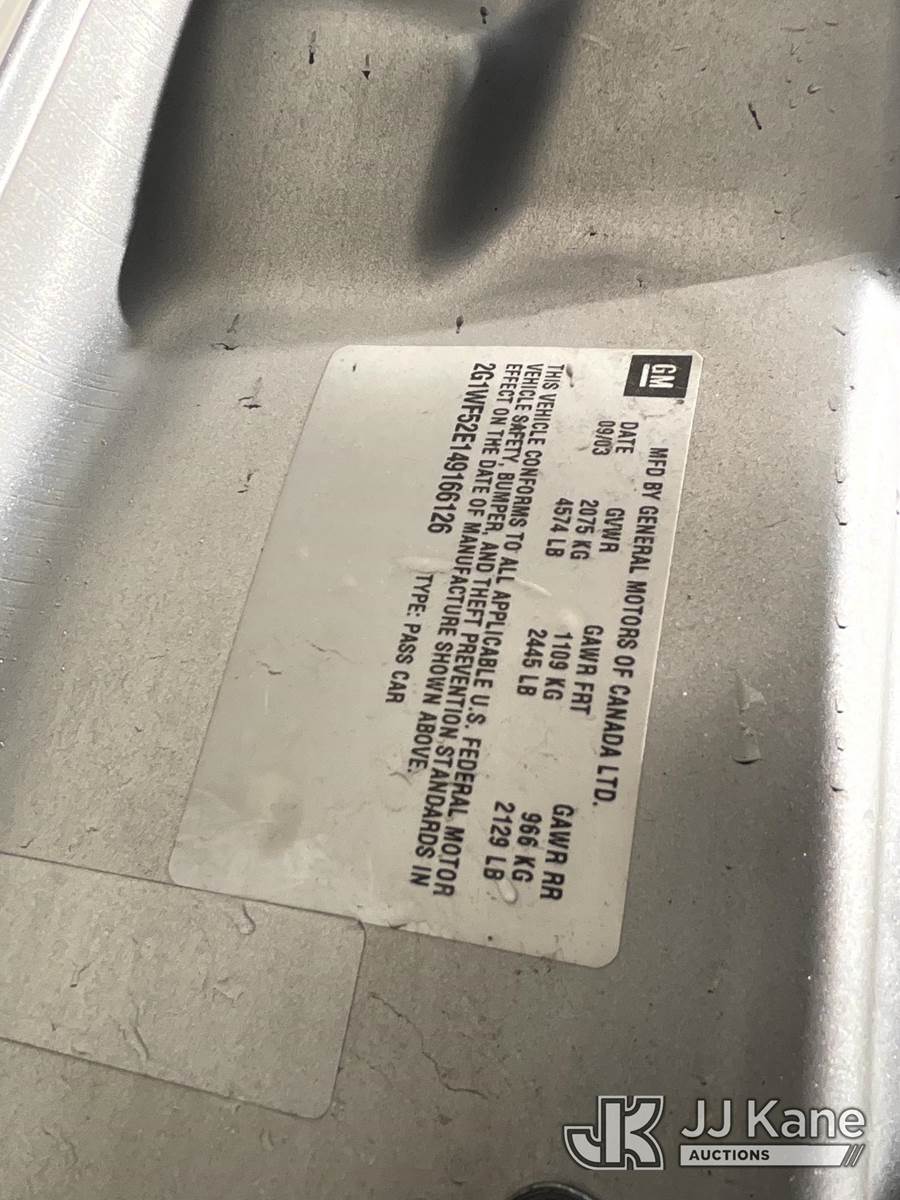 GM
MFD BY GENERAL MOTORS OF CANADA LTD.
DATE GVWR GAWR FRT GAWR RR
09/03 2075 KG 1109 KG 966 KG
4574 LB 2445 LB 2129 LB
THIS VEHICLE CONFORMS TO ALL APPLICABLE U.S. FEDERAL MOTOR
VEHICLE SAFETY, BUMPER, AND THEFT PREVENTION STANDARDS IN
EFFECT ON THE DATE OF MANUFACTURE SHOWN ABOVE.
2G1WF52E149166126 TYPE: PASS CAR
JK JJ Kane
AUCTIONS